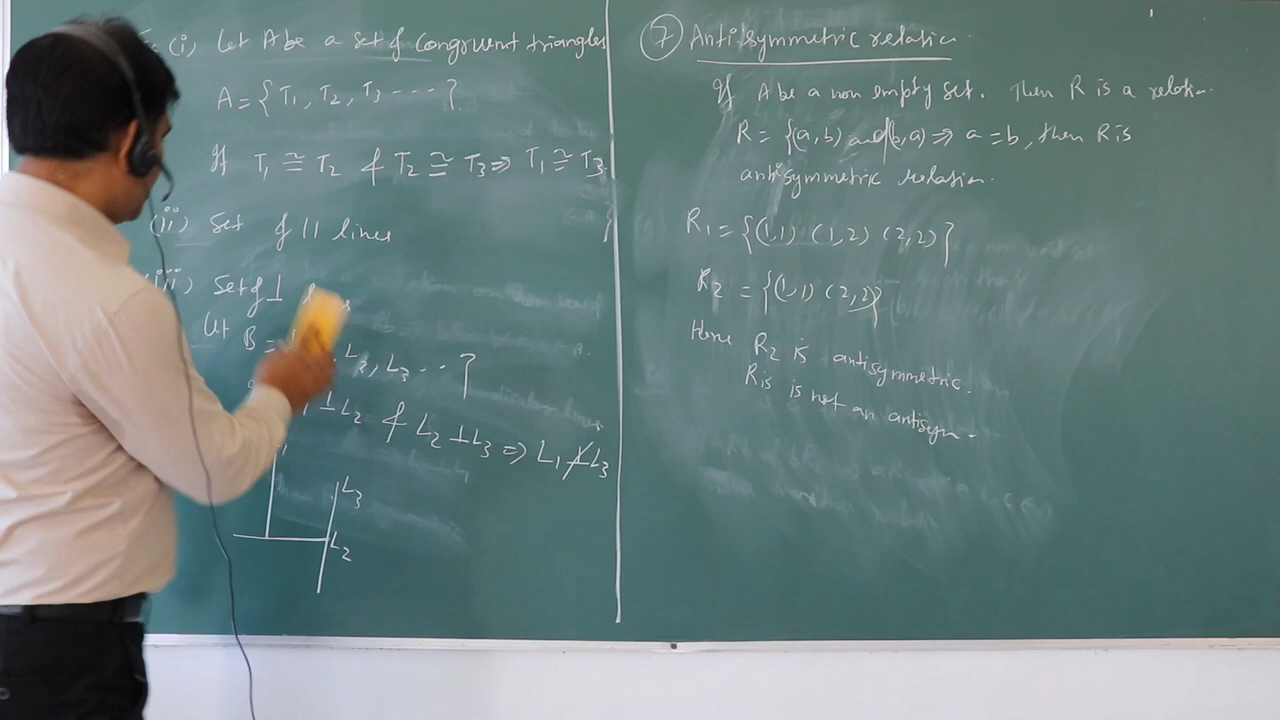 (i) Let A be a set of congruent triangles
A = {T₁, T₂, T₃ ---}
If T₁ ≅ T₂ & T₂ ≅ T₃ ⇒ T₁ ≅ T₃
(ii) Set of || lines
(iii) Set of ⊥
Let B = L₂, L₃ --}
⊥L₂ & L₂ ⊥ L₃ ⇒ L₁ ⊥̸ L₃
L₃
L₂
(7) Antisymmetric relation.
If A be a non empty set. Then R is a relation.
R = {(a, b) and (b, a) ⇒ a = b, then R is
antisymmetric relation.
R₁ = {(1,1) (1,2) (2,2)}
R₂ = {(1,1) (2,2)}
Here R₂ is antisymmetric.
R is is not an antisym-